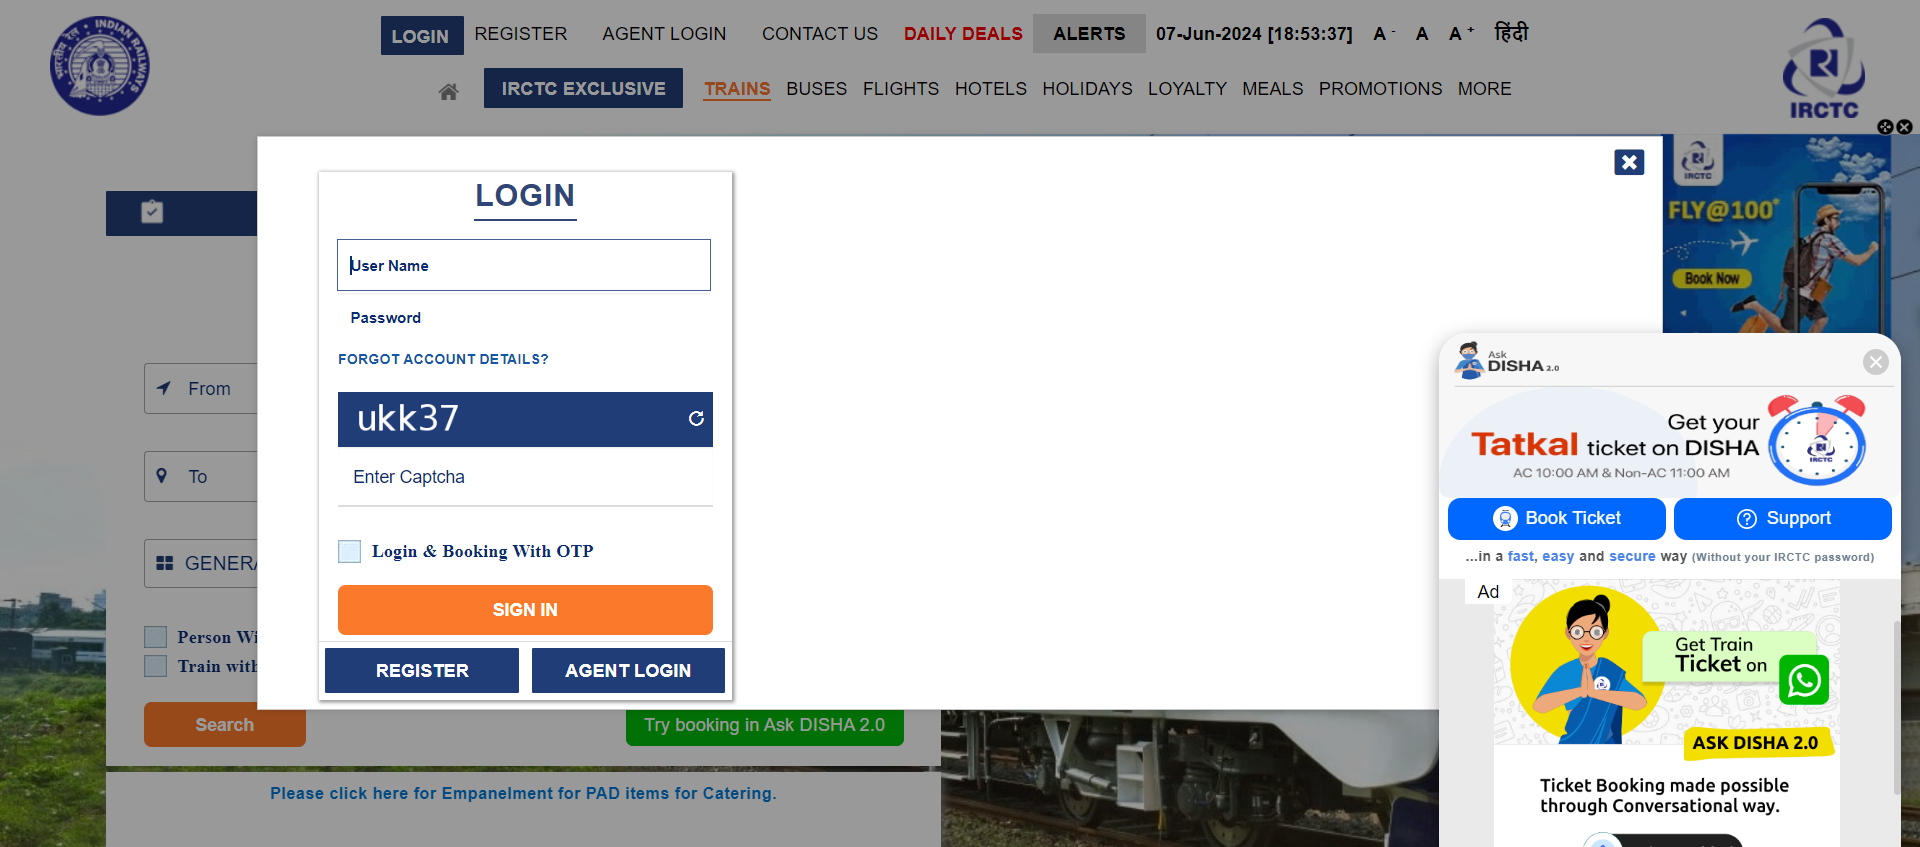 INDIAN RAILWAYS
भारतीय रेल
LOGIN REGISTER AGENT LOGIN CONTACT US DAILY DEALS ALERTS 07-Jun-2024 [18:53:37] A - A A + हिंदी
IRCTC EXCLUSIVE TRAINS BUSES FLIGHTS HOTELS HOLIDAYS LOYALTY MEALS PROMOTIONS MORE
IRCTC
LOGIN
User Name
Password
FORGOT ACCOUNT DETAILS?
ukk37
Enter Captcha
Login & Booking With OTP
SIGN IN
REGISTER AGENT LOGIN
From
To
GENERA
Person Wi
Train with
Search
Try booking in Ask DISHA 2.0
Please click here for Empanelment for PAD items for Catering.
IRCTC
FLY@100*
Book Now
Ask
DISHA 2.0
Get your
Tatkal ticket on DISHA
AC 10:00 AM & Non-AC 11:00 AM
IRCTC
Book Ticket
Support
...in a fast, easy and secure way (Without your IRCTC password)
Ad
Get Train
Ticket on
ASK DISHA 2.0
Ticket Booking made possible
through Conversational way.